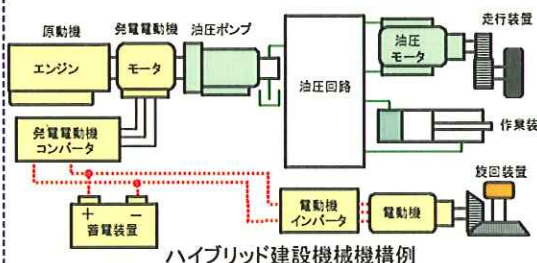 原動機
発電電動機
油圧ポンプ
走行装置
エンジン
モータ
油圧
モータ
油圧回路
発電電動機
コンバータ
作業装
旋回装置
電動機
インバータ
電動機
＋ －
蓄電装置
ハイブリッド建設機械機構例